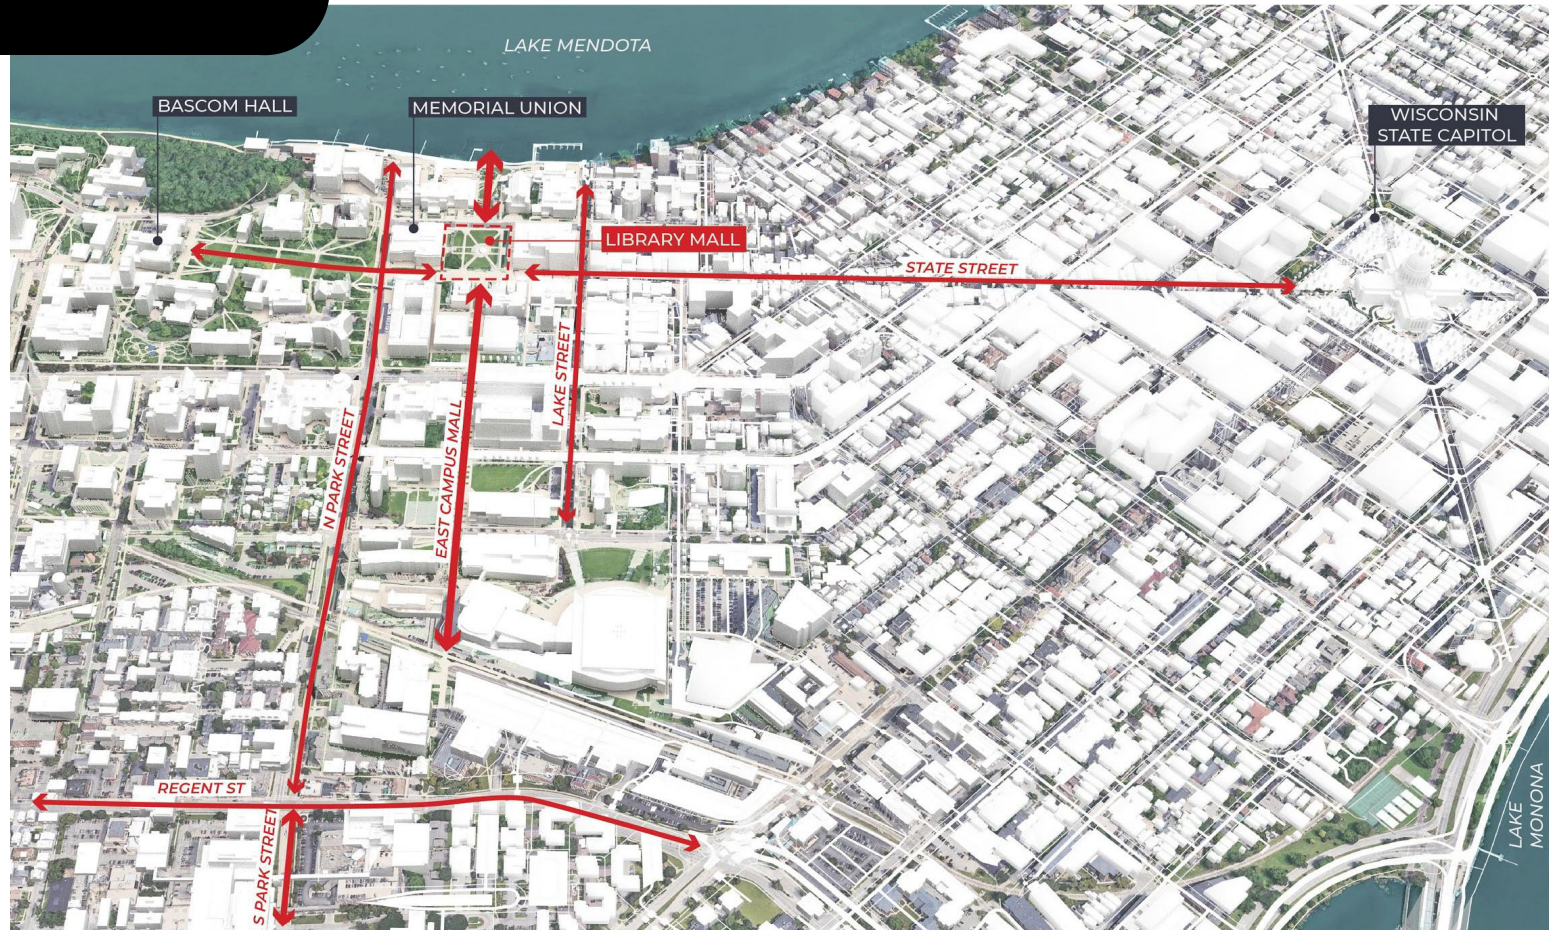 LAKE MENDOTA
BASCOM HALL
MEMORIAL UNION
WISCONSIN
STATE CAPITOL
LIBRARY MALL
STATE STREET
LAKE STREET
N PARK STREET
EAST CAMPUS MALL
REGENT ST
S PARK STREET
LAKE
MONONA